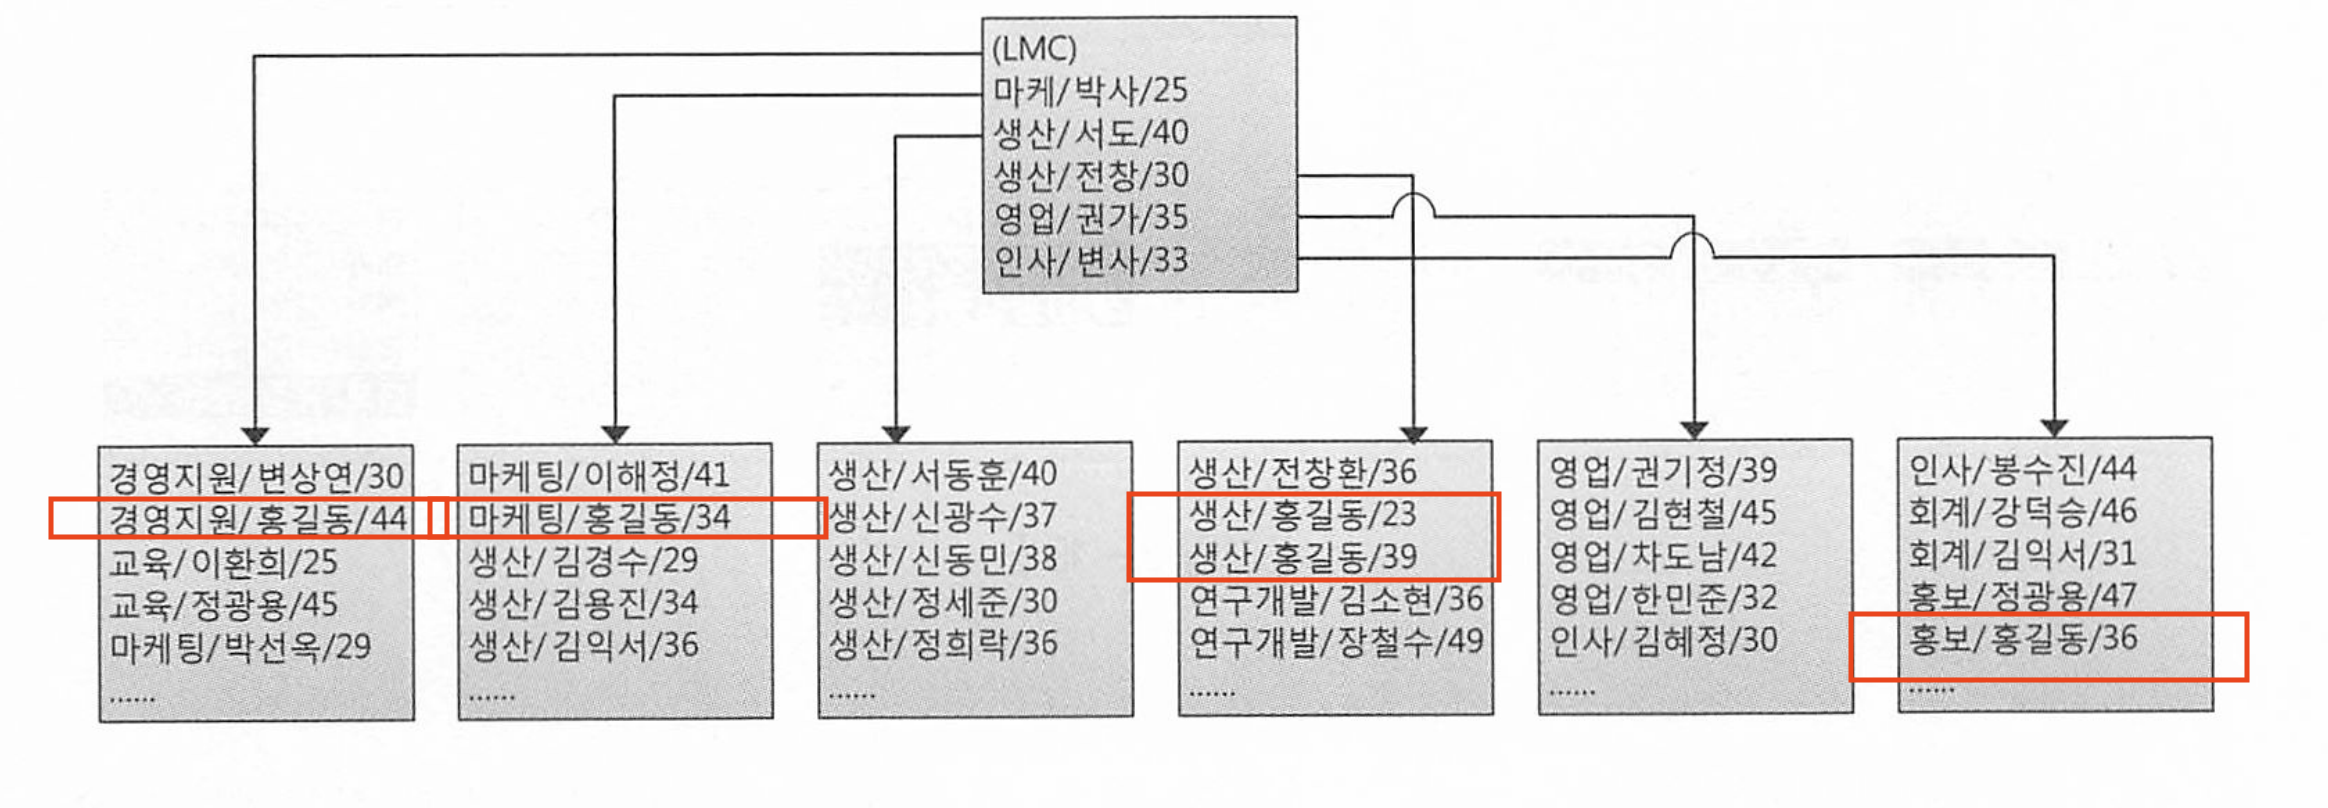 (LMC)
마케/박사/25
생산/서도/40
생산/전창/30
영업/권가/35
인사/변사/33
경영지원/변상연/30
경영지원/홍길동/44
교육/이환희/25
교육/정광용/45
마케팅/박선옥/29
......
마케팅/이해정/41
마케팅/홍길동/34
생산/김경수/29
생산/김용진/34
생산/김익서/36
......
생산/서동훈/40
생산/신광수/37
생산/신동민/38
생산/정세준/30
생산/정희락/36
......
생산/전창환/36
생산/홍길동/23
생산/홍길동/39
연구개발/김소현/36
연구개발/장철수/49
......
영업/권기정/39
영업/김현철/45
영업/차도남/42
영업/한민준/32
인사/김혜정/30
......
인사/봉수진/44
회계/강덕승/46
회계/김익서/31
홍보/정광용/47
홍보/홍길동/36
......